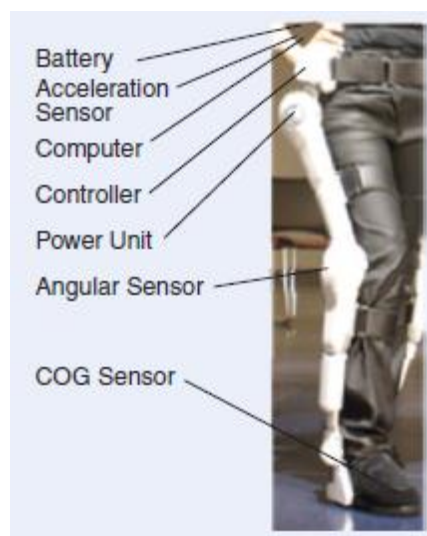 Battery
Acceleration
Sensor
Computer
Controller
Power Unit
Angular Sensor
COG Sensor